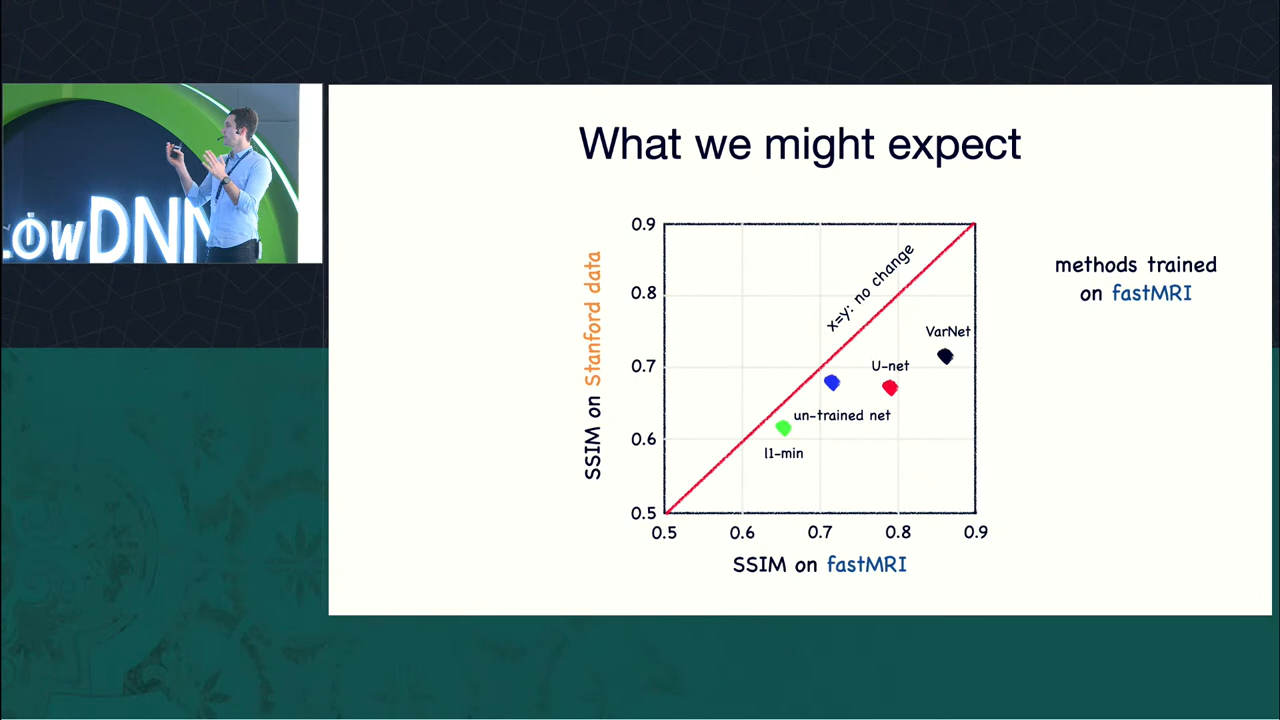 What we might expect
SSIM on Stanford data
0.9
0.8
0.7
0.6
0.5
x=y: no change
VarNet
U-net
un-trained net
l1-min
0.5 0.6 0.7 0.8 0.9
SSIM on fastMRI
methods trained
on fastMRI
LowDNN